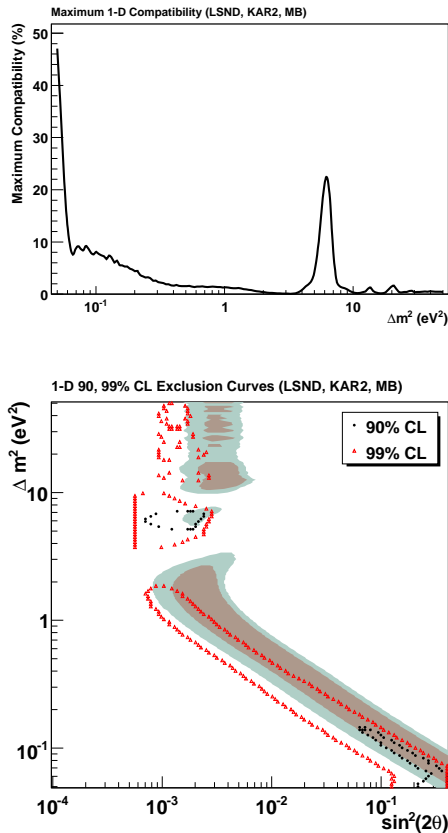 Maximum 1-D Compatibility (LSND, KAR2, MB)
Maximum Compatibility (%)
50
40
30
20
10
0
10⁻¹
1
10
Δm² (eV²)
1-D 90, 99% CL Exclusion Curves (LSND, KAR2, MB)
Δ m² (eV²)
90% CL
99% CL
10
1
10⁻¹
10⁻⁴
10⁻³
10⁻²
10⁻¹
sin²(2θ)